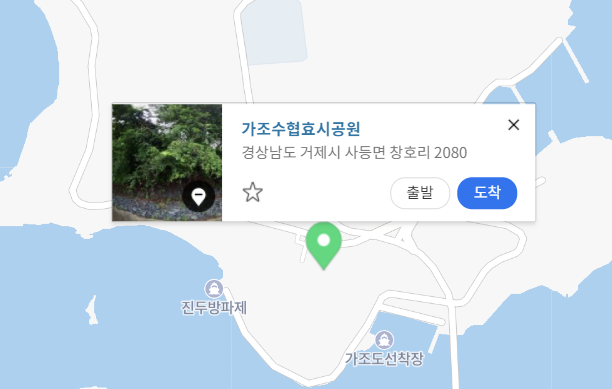 가조수협효시공원
경상남도 거제시 사등면 창호리 2080
출발
도착
진두방파제
가조도선착장